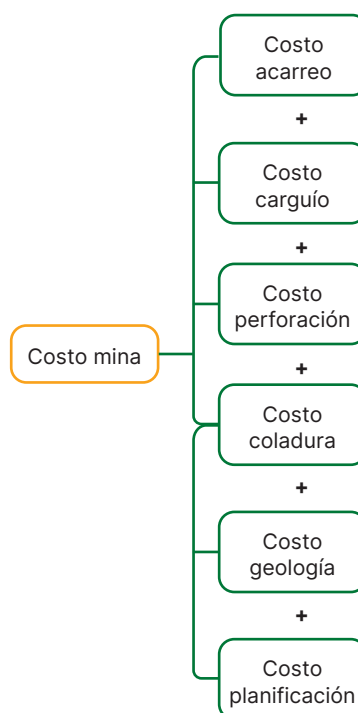 Costo
acarreo
+
Costo
carguío
+
Costo
perforación
+
Costo mina
Costo
coladura
+
Costo
geología
+
Costo
planificación